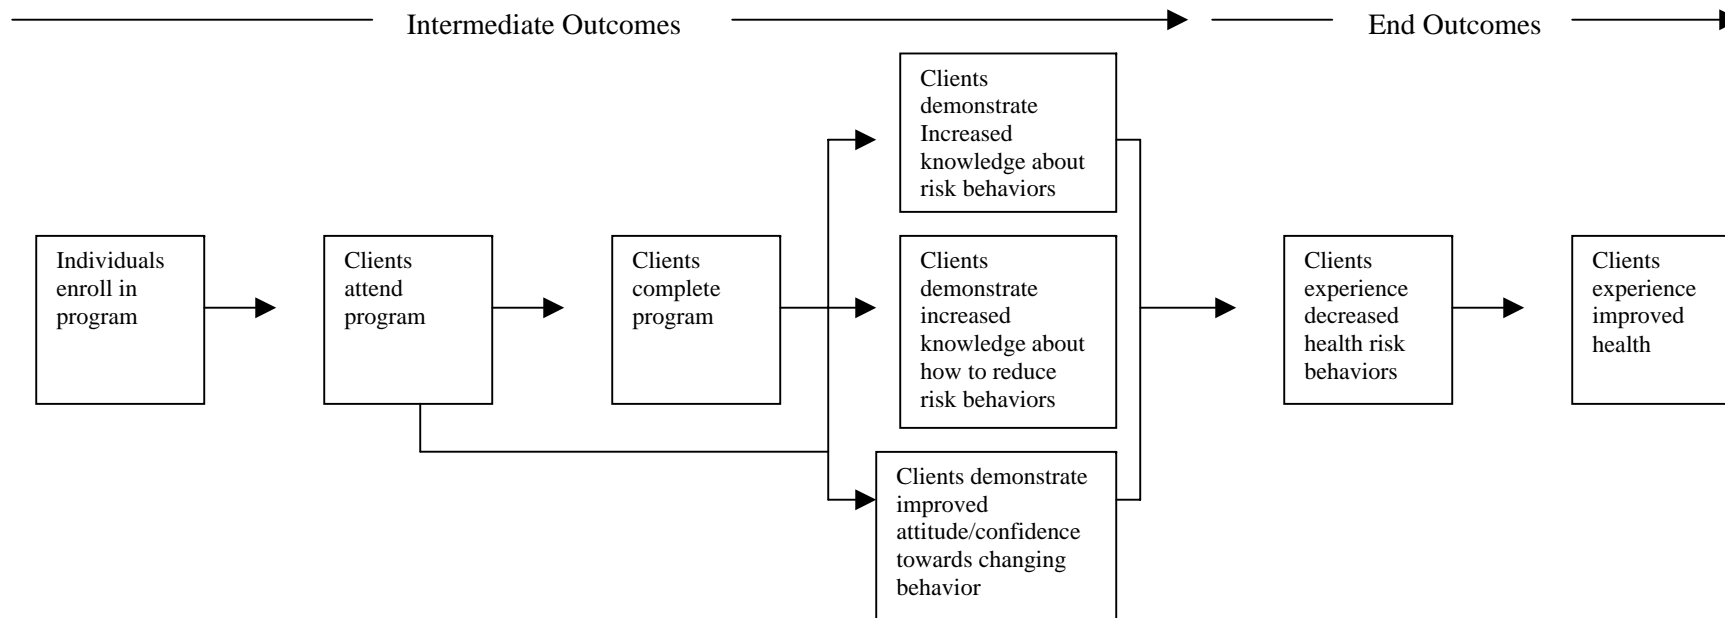 Intermediate Outcomes
End Outcomes
Clients
demonstrate
Increased
knowledge about
risk behaviors
Individuals
enroll in
program
Clients
attend
program
Clients
complete
program
Clients
demonstrate
increased
knowledge about
how to reduce
risk behaviors
Clients demonstrate
improved
attitude/confidence
towards changing
behavior
Clients
experience
decreased
health risk
behaviors
Clients
experience
improved
health